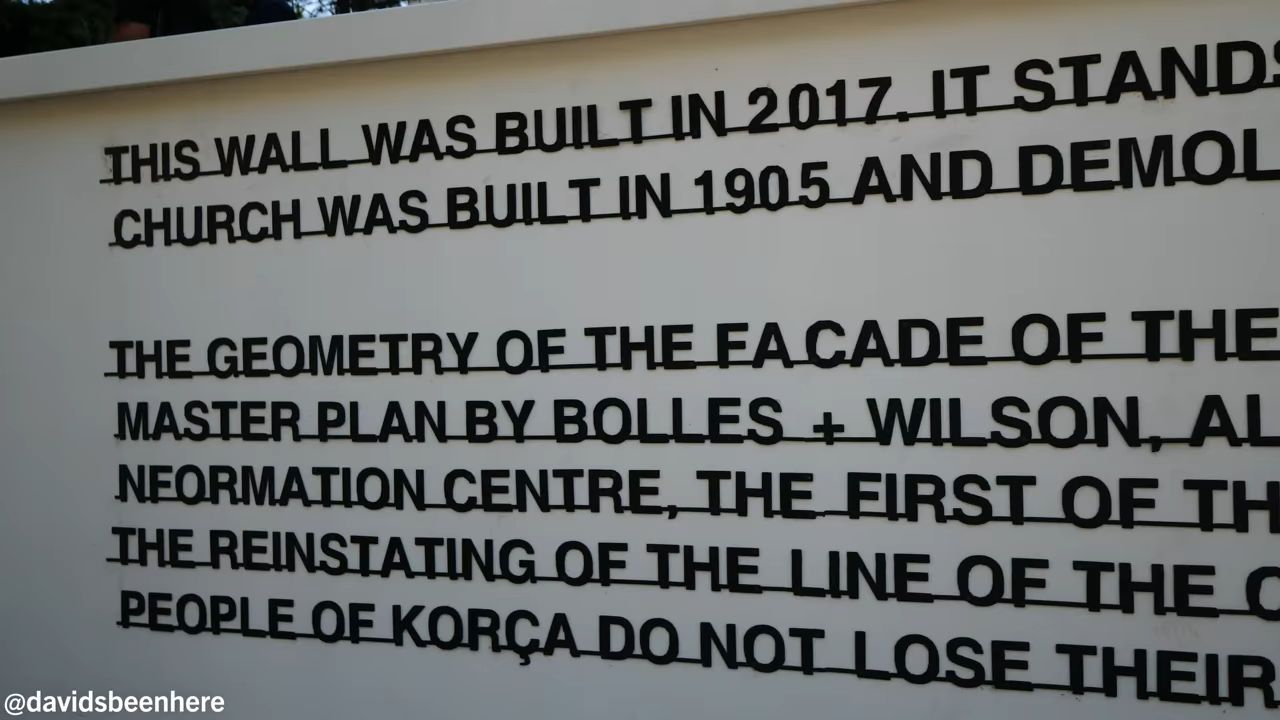 THIS WALL WAS BUILT IN 2017. IT STANDS
CHURCH WAS BUILT IN 1905 AND DEMOL
THE GEOMETRY OF THE FACADE OF THE
MASTER PLAN BY BOLLES + WILSON, AL
NFORMATION CENTRE, THE FIRST OF TH
THE REINSTATING OF THE LINE OF THE C
PEOPLE OF KORÇA DO NOT LOSE THEIR
@davidsbeenhere